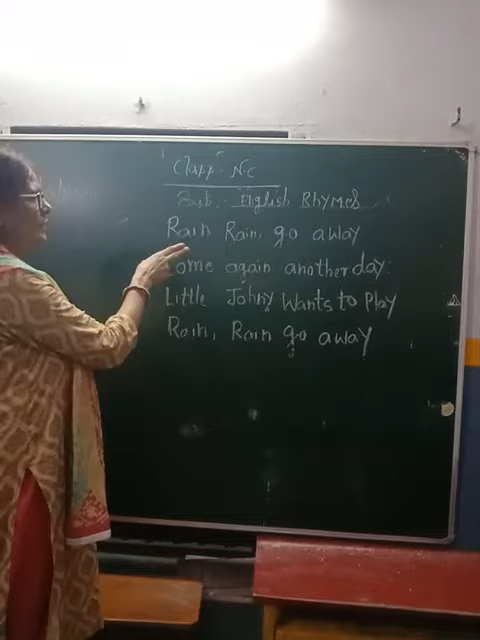 Class - N.C
Sub. - English Rhymes
Rain Rain, go away
Come again another day.
Little Johny Wants to Play
Rain, Rain go away